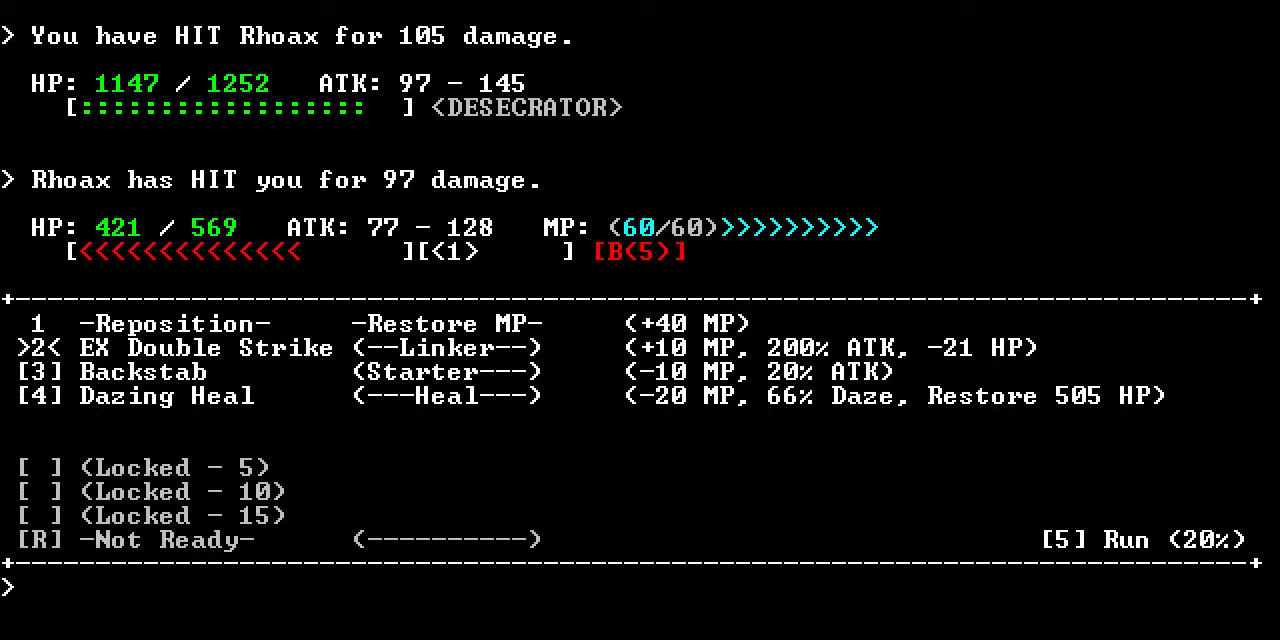 > You have HIT Rhoax for 105 damage.
HP: 1147 / 1252   ATK: 97 - 145
[::::::::::::::::::  ] <DESECRATOR>
> Rhoax has HIT you for 97 damage.
HP: 421 / 569   ATK: 77 - 128   MP: (60/60)>>>>>>>>>>
[<<<<<<<<<<<<<<      ][<1>     ] [B(5)]
+------------------------------------------------------------------------------+
1  -Reposition-     -Restore MP-     (+40 MP)
>2< EX Double Strike (--Linker--)     (+10 MP, 200% ATK, -21 HP)
[3] Backstab         (Starter---)     (-10 MP, 20% ATK)
[4] Dazing Heal      (---Heal---)     (-20 MP, 66% Daze, Restore 505 HP)
[ ] (Locked - 5)
[ ] (Locked - 10)
[ ] (Locked - 15)
[R] -Not Ready-      (----------)                               [5] Run (20%)
+------------------------------------------------------------------------------+
>